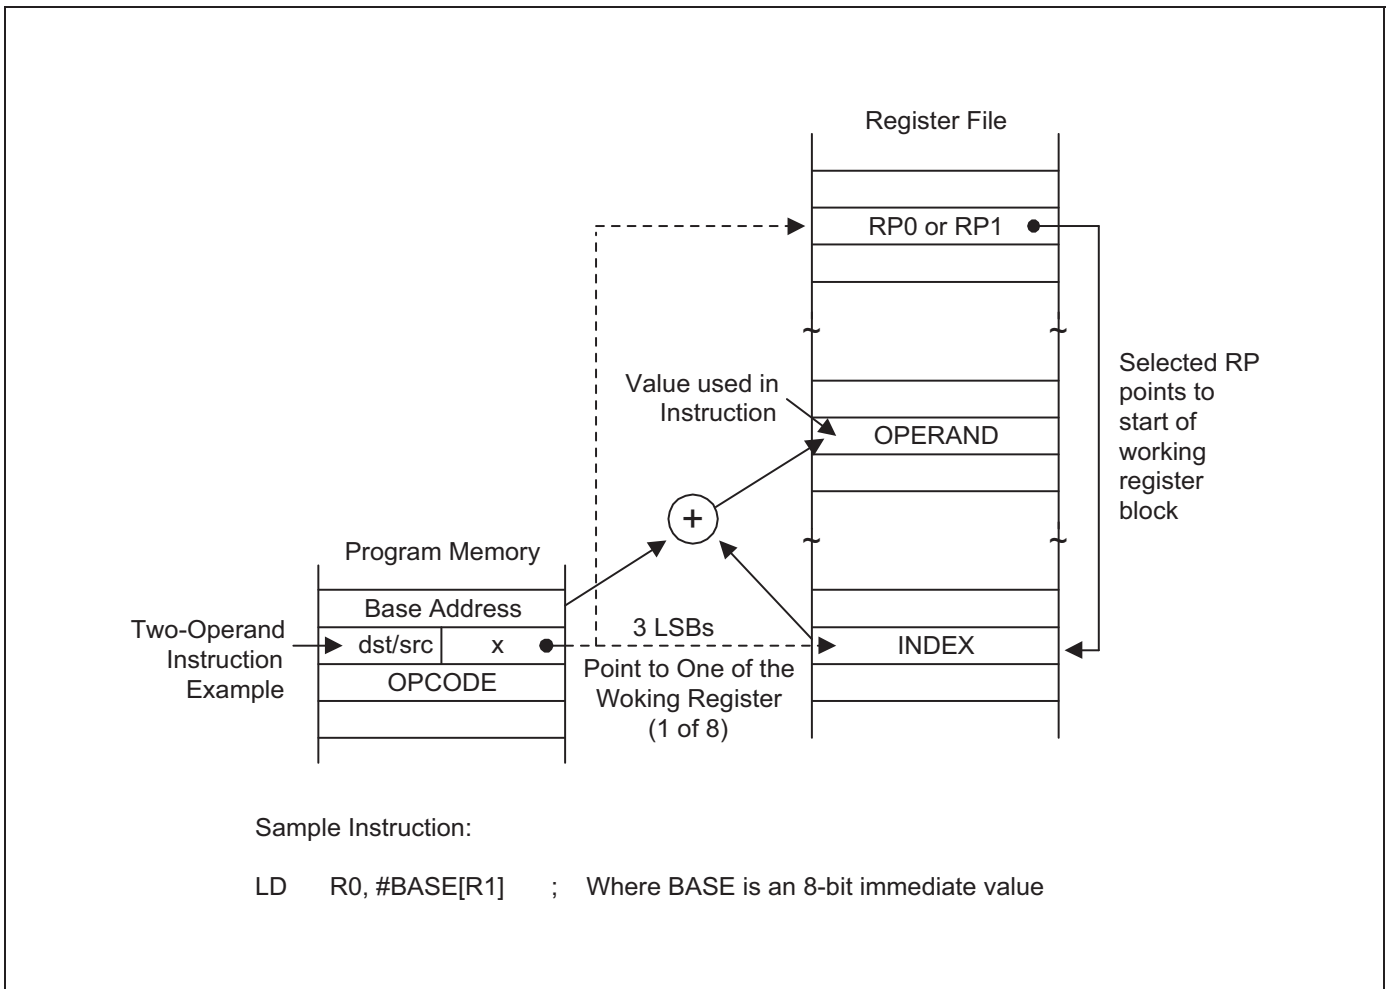 Register File
RP0 or RP1
Selected RP
points to
start of
working
register
block
Value used in
Instruction
OPERAND
+
Program Memory
Base Address
Two-Operand
Instruction
Example
dst/src
x
3 LSBs
INDEX
OPCODE
Point to One of the
Woking Register
(1 of 8)
~
~
~
~
Sample Instruction:
LD R0, #BASE[R1] ; Where BASE is an 8-bit immediate value